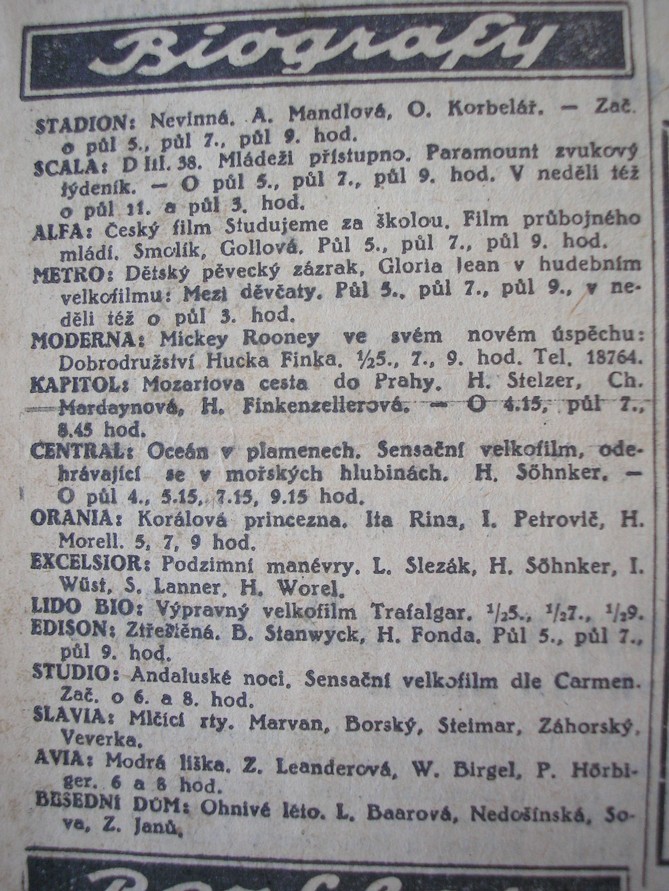 Biografy
STADION: Nevinná. A. Mandlová, O. Korbelář. — Zač.
o půl 5., půl 7., půl 9. hod.
SCALA: D III. 38. Mládeži přístupno. Paramount zvukový
týdeník. — O půl 5., půl 7., půl 9. hod. V neděli též
o půl 11. a půl 3. hod.
ALFA: Český film Studujeme za školou. Film průbojného
mládí. Smolík, Gollová. Půl 5., půl 7., půl 9. hod.
METRO: Dětský pěvecký zázrak, Gloria Jean v hudebním
velkofilmu: Mezi děvčaty. Půl 5., půl 7., půl 9., v ne-
děli též o půl 3. hod.
MODERNA: Mickey Rooney ve svém novém úspěchu:
Dobrodružství Hucka Finka. ½5., 7., 9. hod. Tel. 18764.
KAPITOL: Mozartova cesta do Prahy. H. Stelzer, Ch.
Mardaynová, H. Finkenzellerová. — O 4.15, půl 7.,
8.45 hod.
CENTRAL: Oceán v plamenech. Sensační velkofilm, ode-
hrávající se v mořských hlubinách. H. Söhnker. —
O půl 4., 5.15, 7.15, 9.15 hod.
ORANIA: Korálová princezna. Ita Rina, I. Petrovič, H.
Morell. 5, 7, 9 hod.
EXCELSIOR: Podzimní manévry. L. Slezák, H. Söhnker, I.
Wüst, S. Lanner, H. Worel.
LIDO BIO: Výpravný velkofilm Trafalgar. ½5., ½7., ½9.
EDISON: Ztřeštěná. B. Stanwyck, H. Fonda. Půl 5., půl 7.,
půl 9. hod.
STUDIO: Andaluské noci. Sensační velkofilm dle Carmen.
Zač. o 6. a 8. hod.
SLAVIA: Mlčící rty. Marvan, Borský, Steimar, Záhorský,
Veverka.
AVIA: Modrá liška. Z. Leanderová, W. Birgel, P. Hörbi-
ger. 6 a 8 hod.
BESEDNÍ DŮM: Ohnivé léto. L. Baarová, Nedošínská, So-
va, Z. Janů.